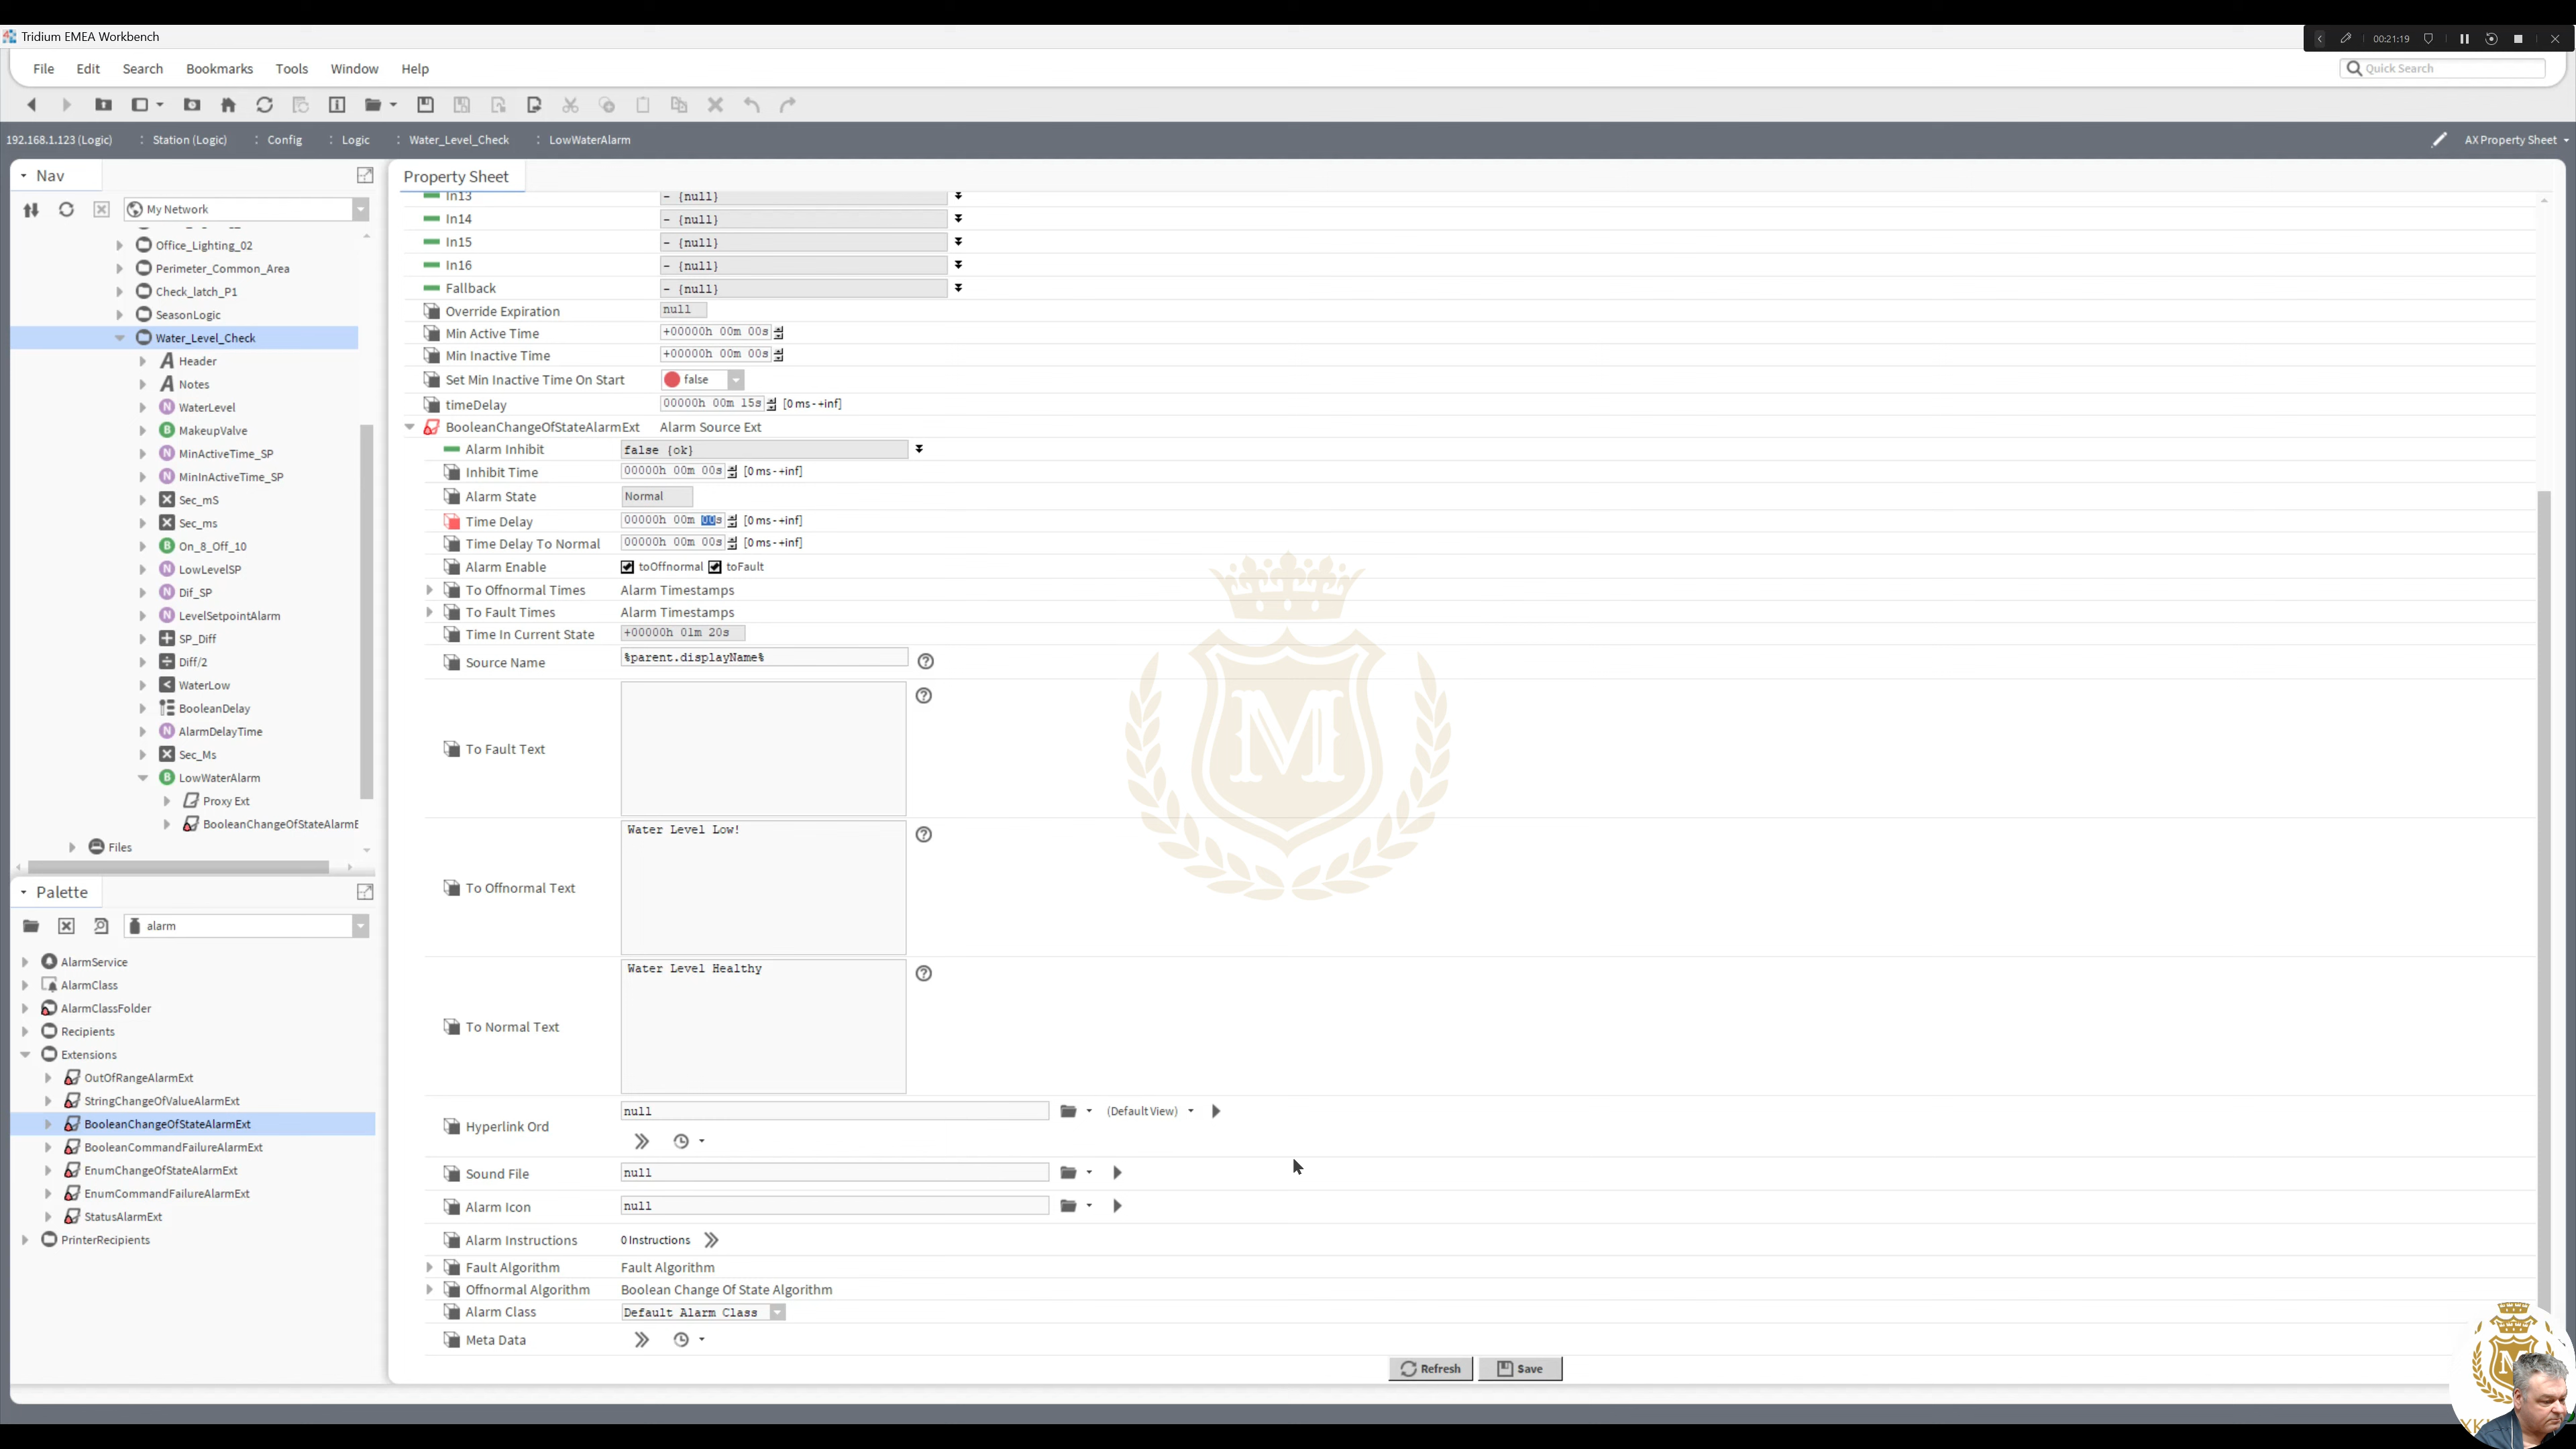 Tridium EMEA Workbench
00:21:19
File Edit Search Bookmarks Tools Window Help
Quick Search
192.168.1.123 (Logic) : Station (Logic) : Config : Logic : Water_Level_Check : LowWaterAlarm
AX Property Sheet
Nav
My Network
Office_Lighting_02
Perimeter_Common_Area
Check_latch_P1
SeasonLogic
Water_Level_Check
Header
Notes
WaterLevel
MakeupValve
MinActiveTime_SP
MinInActiveTime_SP
Sec_mS
Sec_ms
On_8_Off_10
LowLevelSP
Dif_SP
LevelSetpointAlarm
SP_Diff
Diff/2
WaterLow
BooleanDelay
AlarmDelayTime
Sec_Ms
LowWaterAlarm
Proxy Ext
BooleanChangeOfStateAlarmE
Files
Palette
alarm
AlarmService
AlarmClass
AlarmClassFolder
Recipients
Extensions
OutOfRangeAlarmExt
StringChangeOfValueAlarmExt
BooleanChangeOfStateAlarmExt
BooleanCommandFailureAlarmExt
EnumChangeOfStateAlarmExt
EnumCommandFailureAlarmExt
StatusAlarmExt
PrinterRecipients
Property Sheet
In13 - {null}
In14 - {null}
In15 - {null}
In16 - {null}
Fallback - {null}
Override Expiration null
Min Active Time +00000h 00m 00s
Min Inactive Time +00000h 00m 00s
Set Min Inactive Time On Start false
timeDelay 00000h 00m 15s [0 ms - +inf]
BooleanChangeOfStateAlarmExt Alarm Source Ext
Alarm Inhibit false {ok}
Inhibit Time 00000h 00m 00s [0 ms - +inf]
Alarm State Normal
Time Delay 00000h 00m 00s [0 ms - +inf]
Time Delay To Normal 00000h 00m 00s [0 ms - +inf]
Alarm Enable toOffnormal toFault
To Offnormal Times Alarm Timestamps
To Fault Times Alarm Timestamps
Time In Current State +00000h 01m 20s
Source Name %parent.displayName%
To Fault Text
Water Level Low!
To Offnormal Text
Water Level Healthy
To Normal Text
Hyperlink Ord null (Default View)
Sound File null
Alarm Icon null
Alarm Instructions 0 Instructions
Fault Algorithm Fault Algorithm
Offnormal Algorithm Boolean Change Of State Algorithm
Alarm Class Default Alarm Class
Meta Data
Refresh Save
M